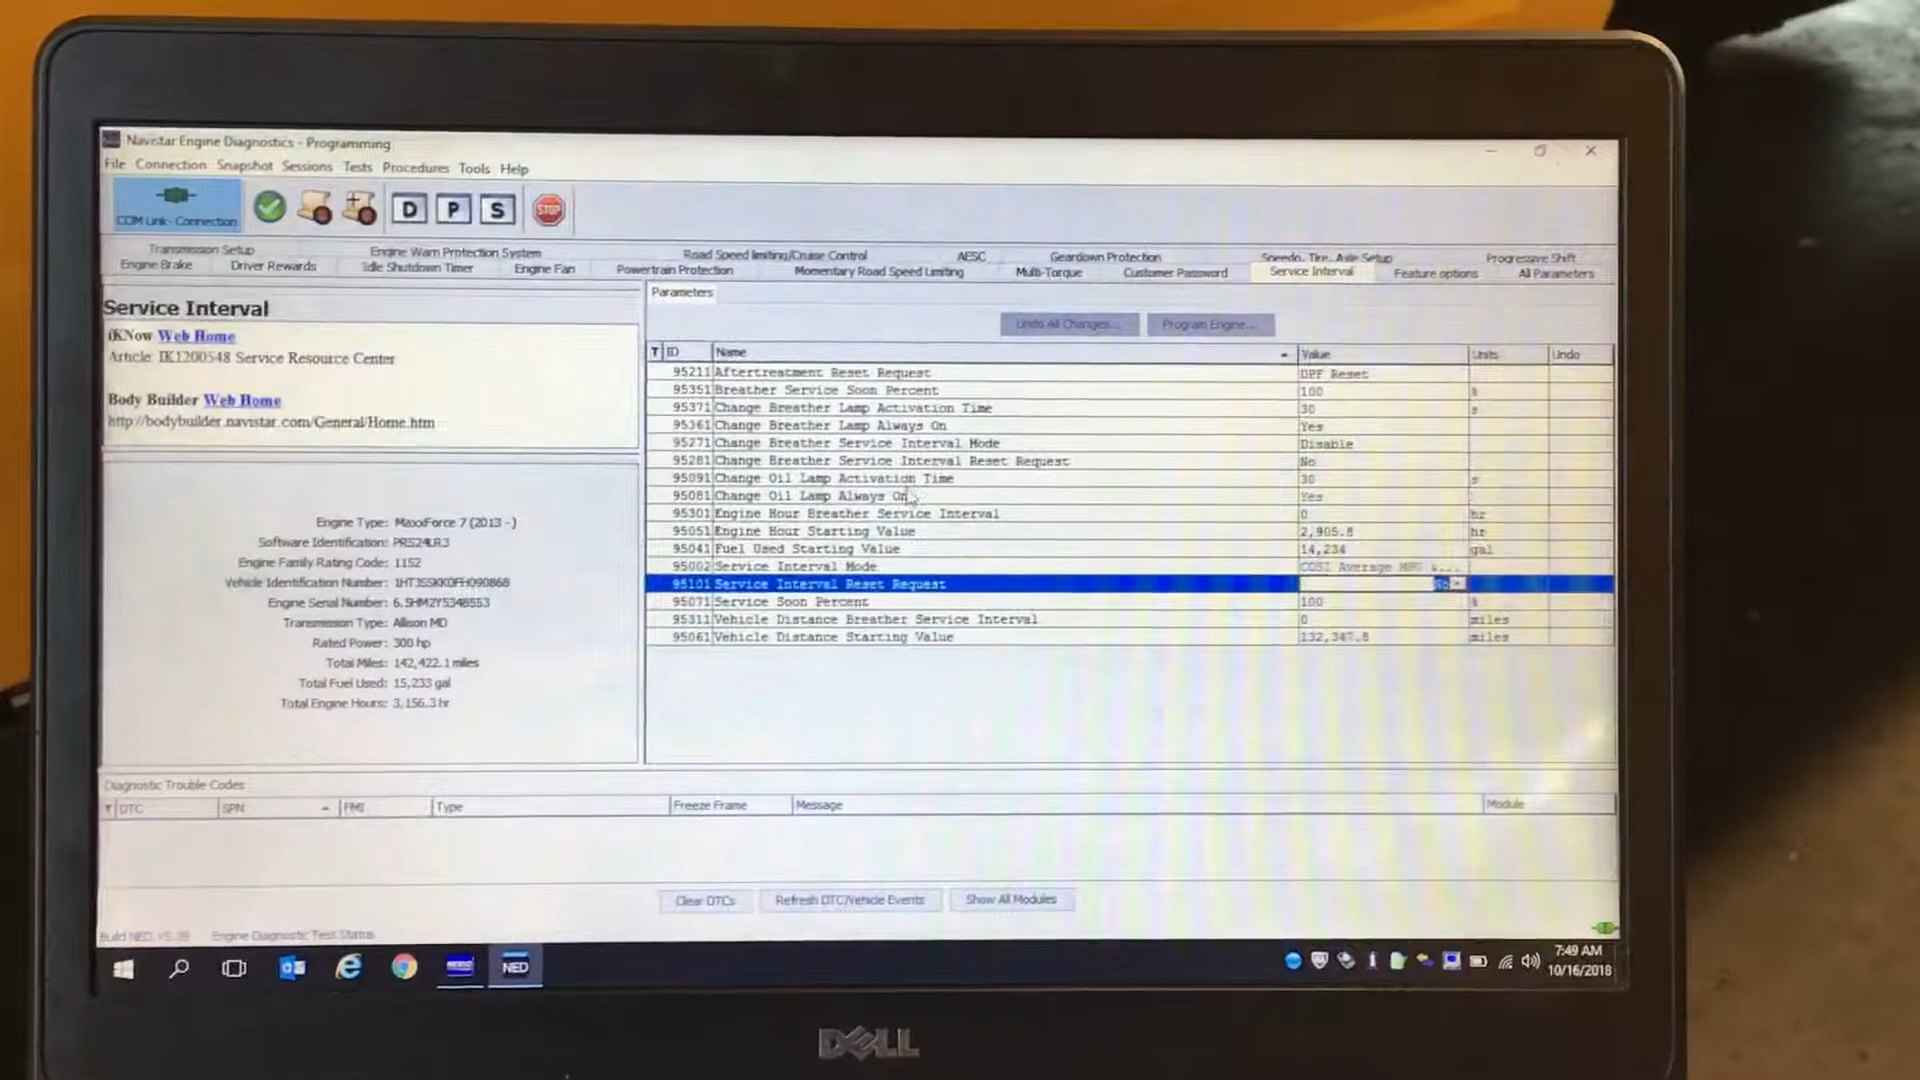 Navistar Engine Diagnostics - Programming
File Connection Snapshot Sessions Tests Procedures Tools Help
COM Link - Connection
D P S STOP
Transmission Setup Engine Warn Protection System Road Speed limiting/Cruise Control AESC Geardown Protection Speedo, Tire, Axle Setup Progressive Shift
Engine Brake Driver Rewards Idle Shutdown Timer Engine Fan Powertrain Protection Momentary Road Speed Limiting Multi-Torque Customer Password Service Interval Feature options All Parameters
Service Interval
iKNow Web Home
Article: IK1200548 Service Resource Center
Body Builder Web Home
http://bodybuilder.navistar.com/General/Home.htm
Engine Type: MaxxForce 7 (2013 - )
Software Identification: PRS24LR3
Engine Family Rating Code: 1152
Vehicle Identification Number:
Engine Serial Number: 6.5HM2Y5348553
Transmission Type: Allison MD
Rated Power: 300 hp
Total Miles: 142,422.1 miles
Total Fuel Used: 15,233 gal
Total Engine Hours: 3,156.3 hr
Parameters
Undo All Changes... Program Engine...
T ID Name Value Units Undo
95211 Aftertreatment Reset Request DPF Reset
95351 Breather Service Soon Percent 100 %
95371 Change Breather Lamp Activation Time 30 s
95361 Change Breather Lamp Always On Yes
95271 Change Breather Service Interval Mode Disable
95281 Change Breather Service Interval Reset Request No
95091 Change Oil Lamp Activation Time 30 s
95081 Change Oil Lamp Always On Yes
95301 Engine Hour Breather Service Interval 0 hr
95051 Engine Hour Starting Value 2,905.8 hr
95041 Fuel Used Starting Value 14,234 gal
95002 Service Interval Mode COSI Average MPG &...
95101 Service Interval Reset Request No
95071 Service Soon Percent 100 %
95311 Vehicle Distance Breather Service Interval 0 miles
95061 Vehicle Distance Starting Value 132,347.8 miles
Diagnostic Trouble Codes
T DTC SPN FMI Type Freeze Frame Message Module
Clear DTCs Refresh DTC/Vehicle Events Show All Modules
Build NED, Engine Diagnostic Test Status
NED
7:49 AM
10/16/2018
DELL